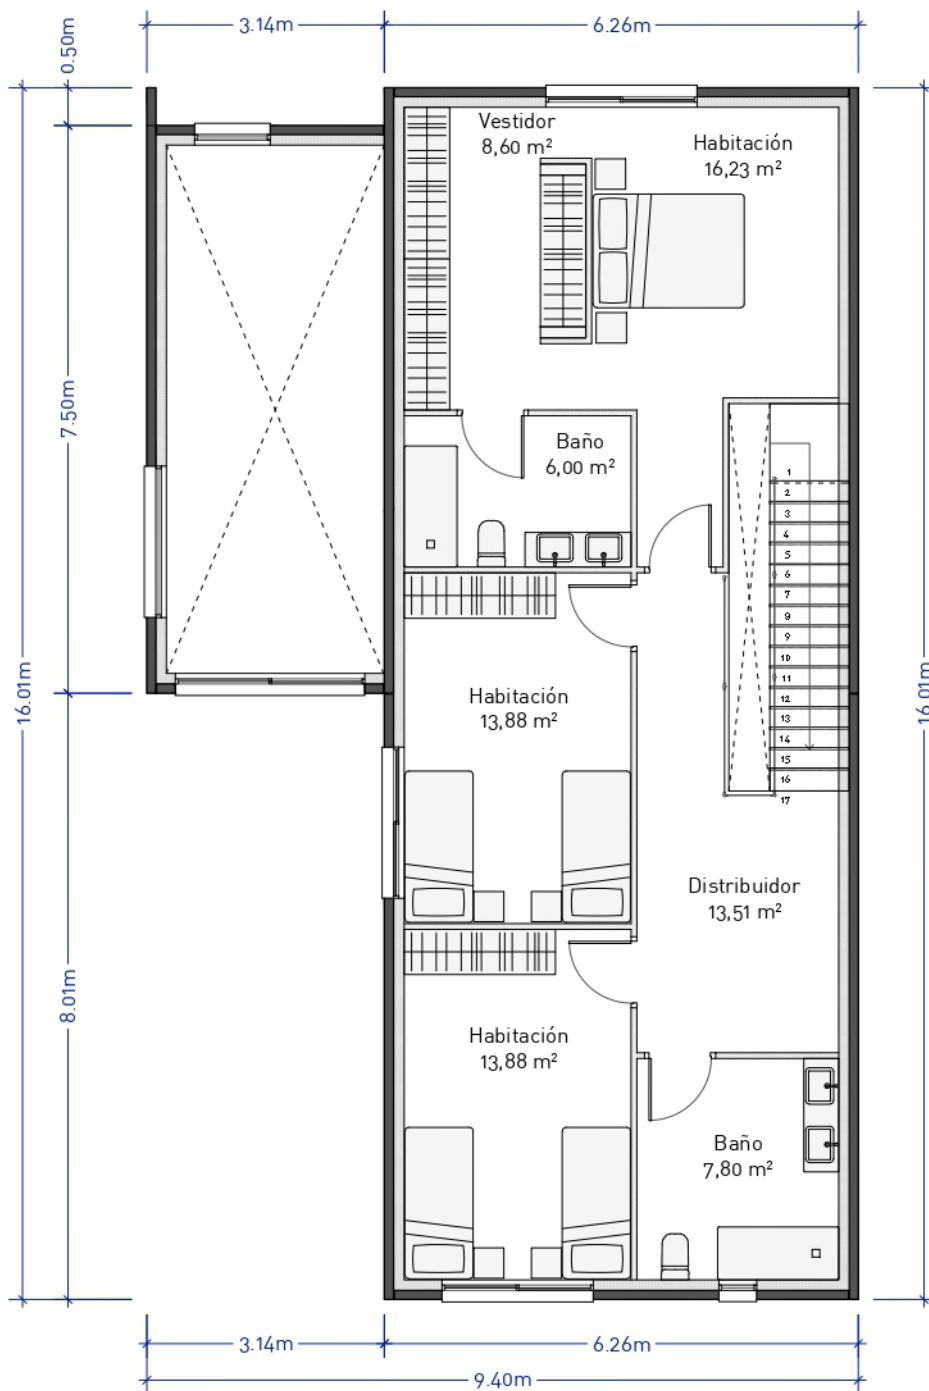 3.14m
6.26m
0.50m
Vestidor
8,60 m²
Habitación
16,23 m²
7.50m
Baño
6,00 m²
1
2
3
4
5
6
7
8
9
10
11
12
13
14
15
16
17
16.01m
16.01m
Habitación
13,88 m²
Distribuidor
13,51 m²
8.01m
Habitación
13,88 m²
Baño
7,80 m²
3.14m
6.26m
9.40m